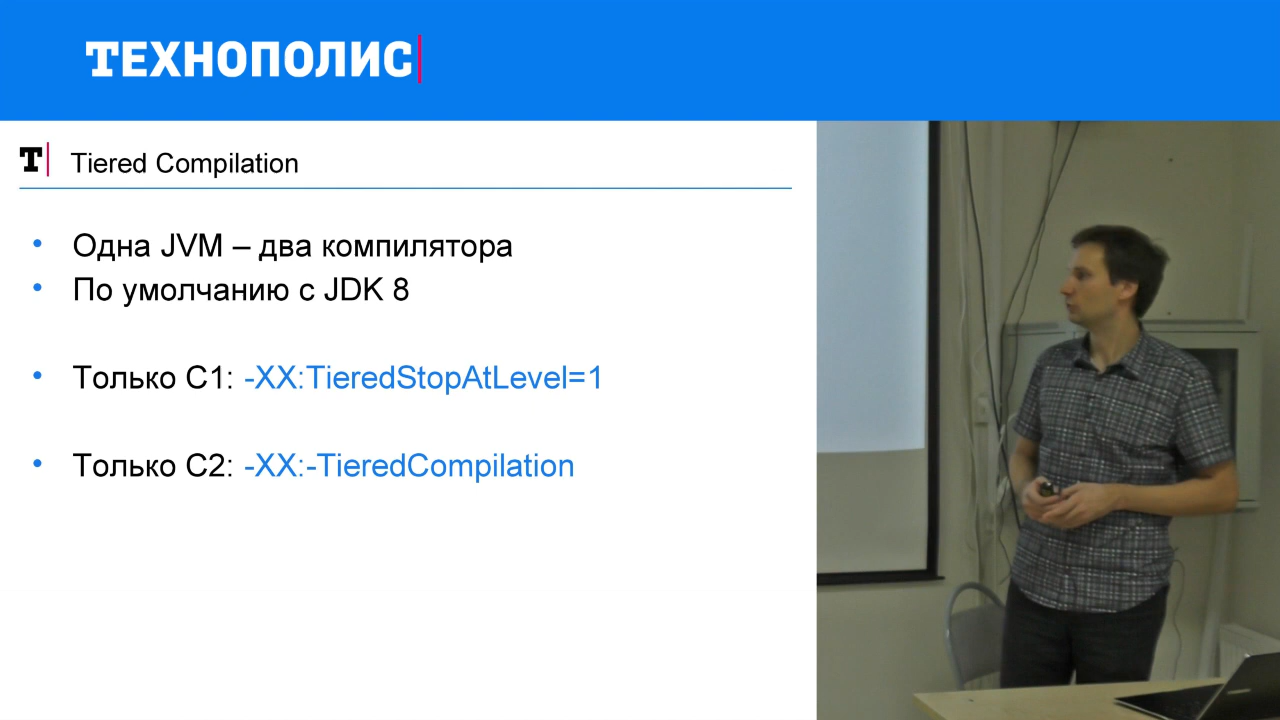 ТЕХНОПОЛИС
T Tiered Compilation
• Одна JVM – два компилятора
• По умолчанию с JDK 8
• Только C1: -XX:TieredStopAtLevel=1
• Только C2: -XX:-TieredCompilation